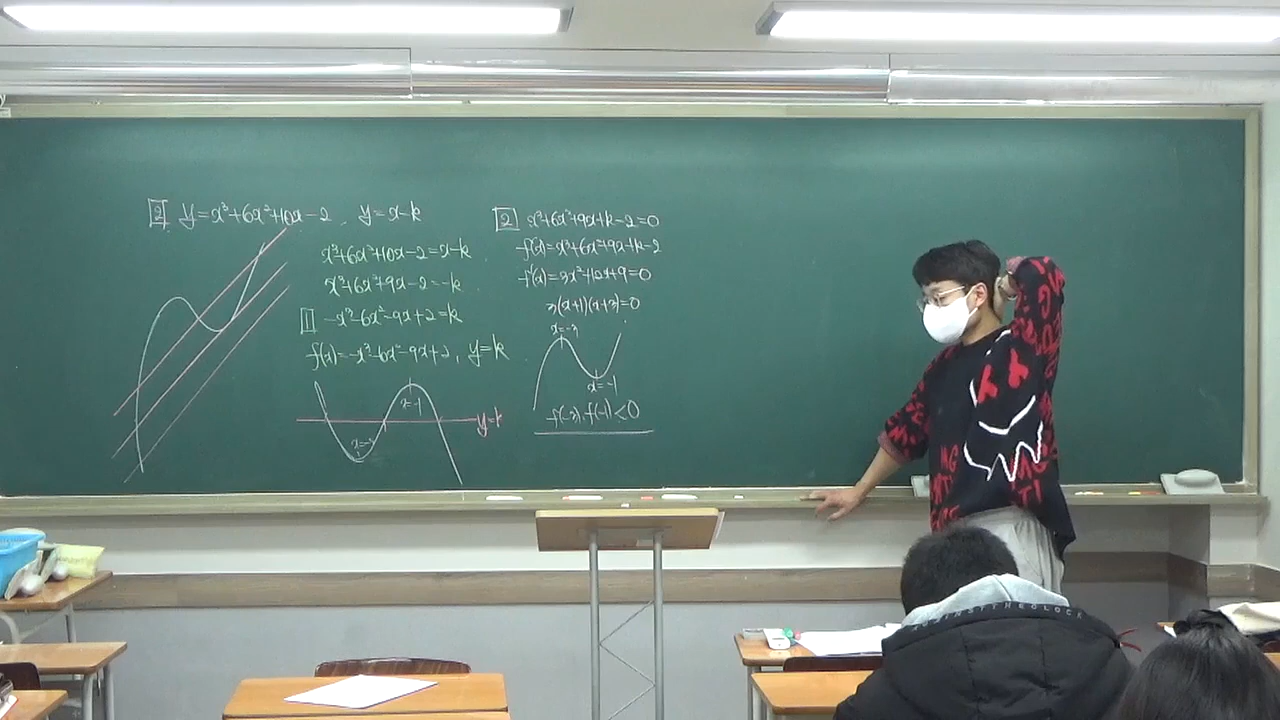 [2] y=x³+6x²+10x-2, y=x-k
x³+6x²+10x-2=x-k
x³+6x²+9x-2=-k
[1] -x³-6x²-9x+2=k
f(x)=-x³-6x²-9x+2, y=k
x=-3
x=-1
y=k
[2] x³+6x²+9x+k-2=0
f(x)=x³+6x²+9x+k-2
f'(x)=3x²+12x+9=0
3(x+1)(x+3)=0
x=-3
x=-1
f(-3).f(-1)<0
AGAINSTTHEOLOCK